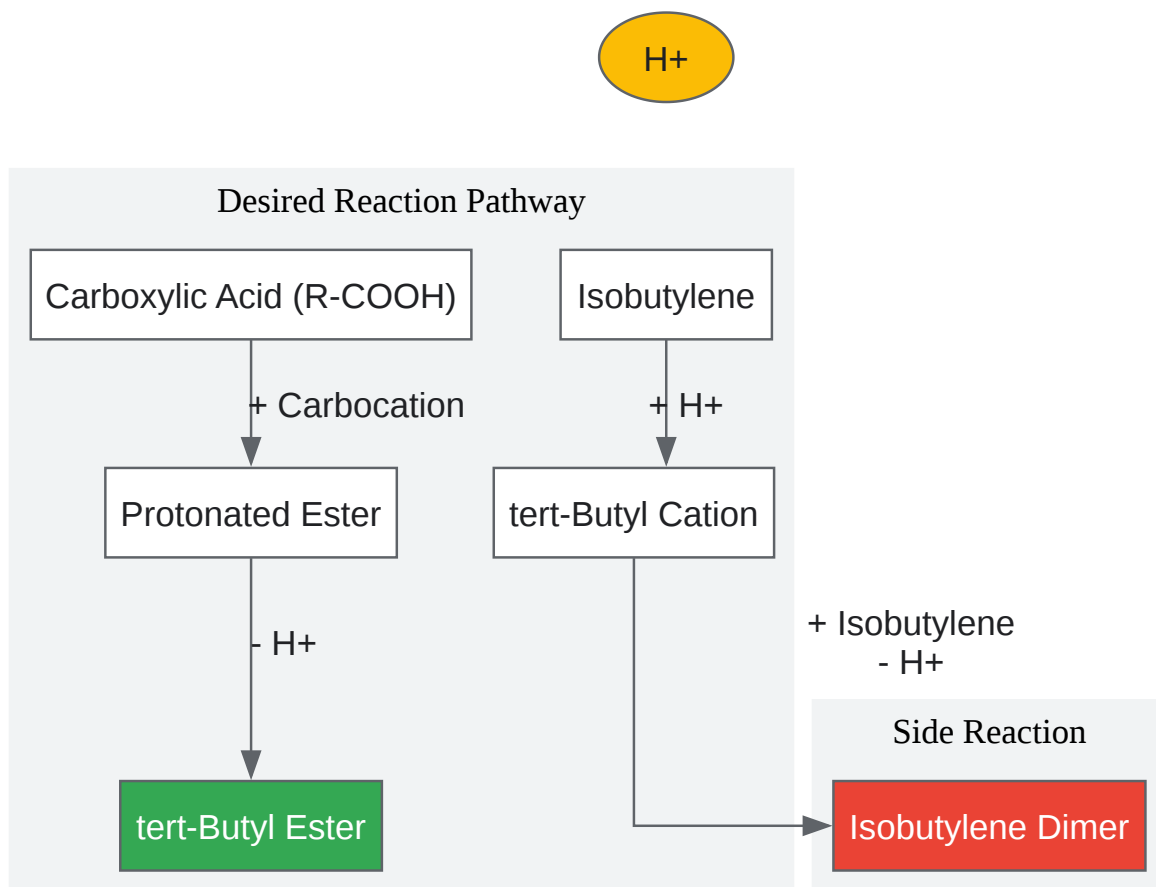 H+
Desired Reaction Pathway
Carboxylic Acid (R-COOH)
Isobutylene
+ Carbocation
+ H+
Protonated Ester
tert-Butyl Cation
- H+
+ Isobutylene
- H+
Side Reaction
tert-Butyl Ester
Isobutylene Dimer